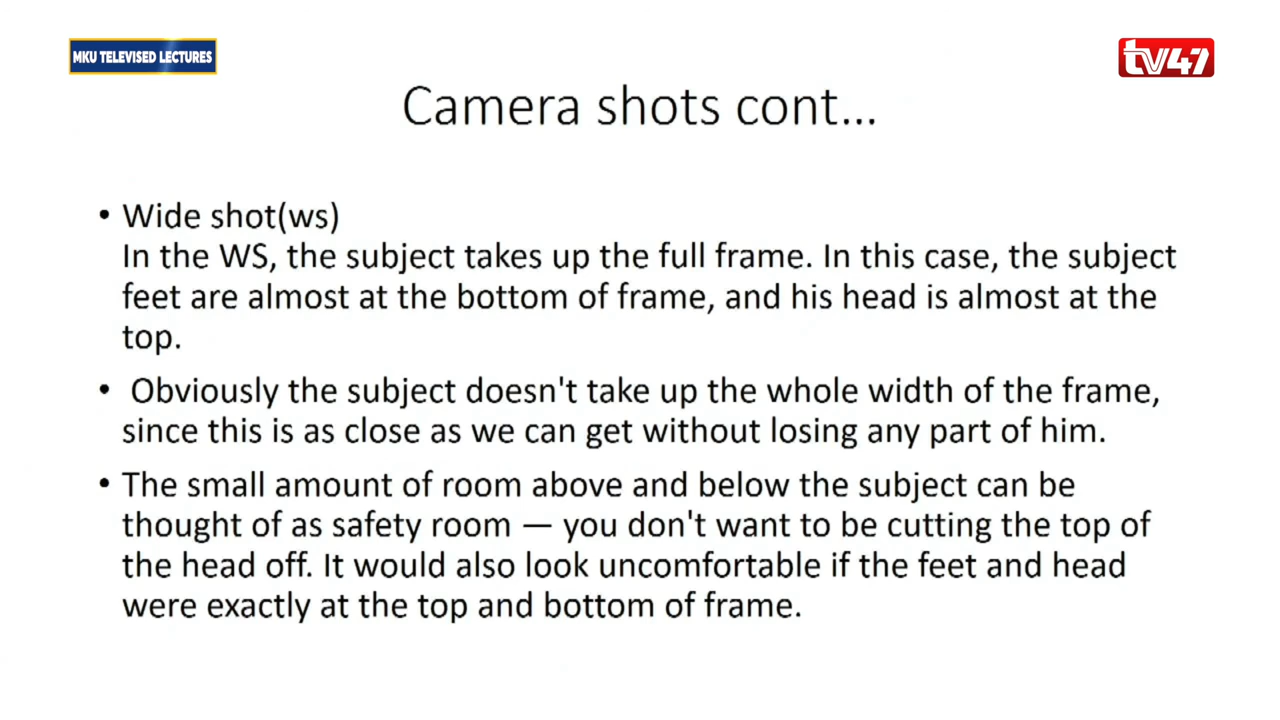 MKU TELEVISED LECTURES
tv47
Camera shots cont...
• Wide shot(ws)
In the WS, the subject takes up the full frame. In this case, the subject
feet are almost at the bottom of frame, and his head is almost at the
top.
• Obviously the subject doesn't take up the whole width of the frame,
since this is as close as we can get without losing any part of him.
• The small amount of room above and below the subject can be
thought of as safety room — you don't want to be cutting the top of
the head off. It would also look uncomfortable if the feet and head
were exactly at the top and bottom of frame.